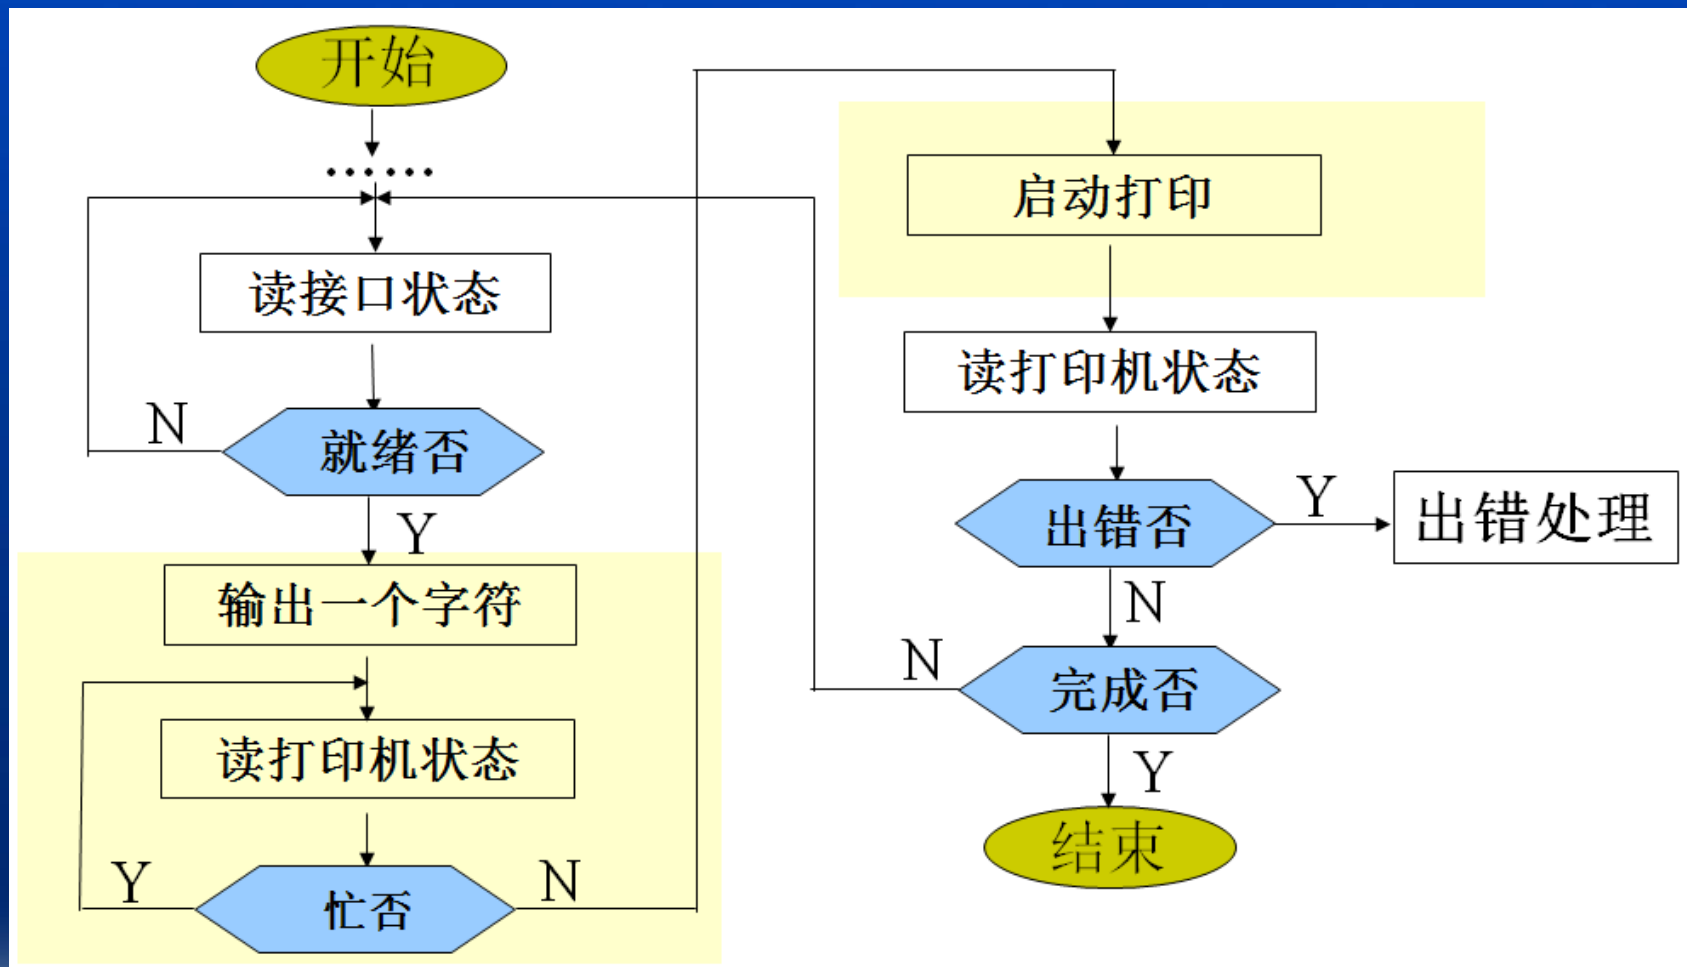 开始
......
读接口状态
N
就绪否
Y
输出一个字符
读打印机状态
Y
忙否
N
启动打印
读打印机状态
出错否
Y
出错处理
N
N
完成否
Y
结束